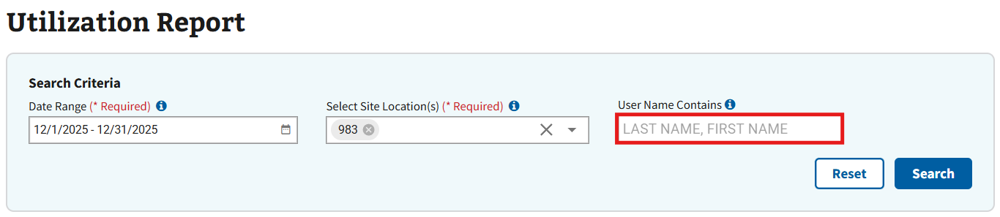 Utilization Report
Search Criteria
Date Range (* Required)
12/1/2025 - 12/31/2025
Select Site Location(s) (* Required)
983
User Name Contains
LAST NAME, FIRST NAME
Reset
Search